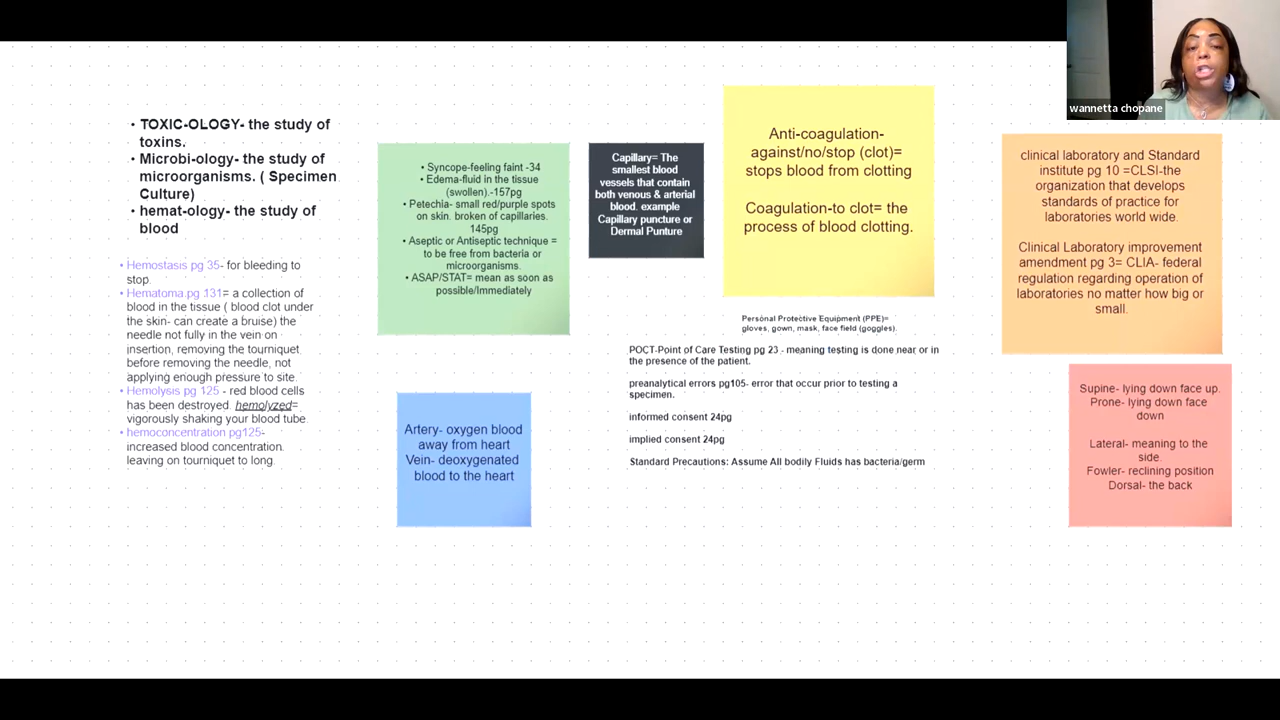 wannetta chopane
• TOXIC-OLOGY- the study of
toxins.
• Microbi-ology- the study of
microorganisms. ( Specimen
Culture)
• hemat-ology- the study of
blood
• Hemostasis pg 35- for bleeding to
stop.
• Hematoma.pg 131= a collection of
blood in the tissue ( blood clot under
the skin- can create a bruise) the
needle not fully in the vein on
insertion, removing the tourniquet
before removing the needle, not
applying enough pressure to site.
• Hemolysis pg 125 - red blood cells
has been destroyed. hemolyzed=
vigorously shaking your blood tube.
• hemoconcentration pg125-
increased blood concentration.
leaving on tourniquet to long.
• Syncope-feeling faint -34
• Edema-fluid in the tissue
(swollen).-157pg
• Petechia- small red/purple spots
on skin. broken of capillaries.
145pg
• Aseptic or Antiseptic technique =
to be free from bacteria or
microorganisms.
• ASAP/STAT= mean as soon as
possible/Immediately
Artery- oxygen blood
away from heart
Vein- deoxygenated
blood to the heart
Capillary= The
smallest blood
vessels that contain
both venous & arterial
blood. example
Capillary puncture or
Dermal Punture
Anti-coagulation-
against/no/stop (clot)=
stops blood from clotting
Coagulation-to clot= the
process of blood clotting.
Personal Protective Equipment (PPE)=
gloves, gown, mask, face field (goggles).
POCT-Point of Care Testing pg 23 - meaning testing is done near or in
the presence of the patient.
preanalytical errors pg105- error that occur prior to testing a
specimen.
informed consent 24pg
implied consent 24pg
Standard Precautions: Assume All bodily Fluids has bacteria/germ
clinical laboratory and Standard
institute pg 10 =CLSI-the
organization that develops
standards of practice for
laboratories world wide.
Clinical Laboratory improvement
amendment pg 3= CLIA- federal
regulation regarding operation of
laboratories no matter how big or
small.
Supine- lying down face up.
Prone- lying down face
down
Lateral- meaning to the
side.
Fowler- reclining position
Dorsal- the back